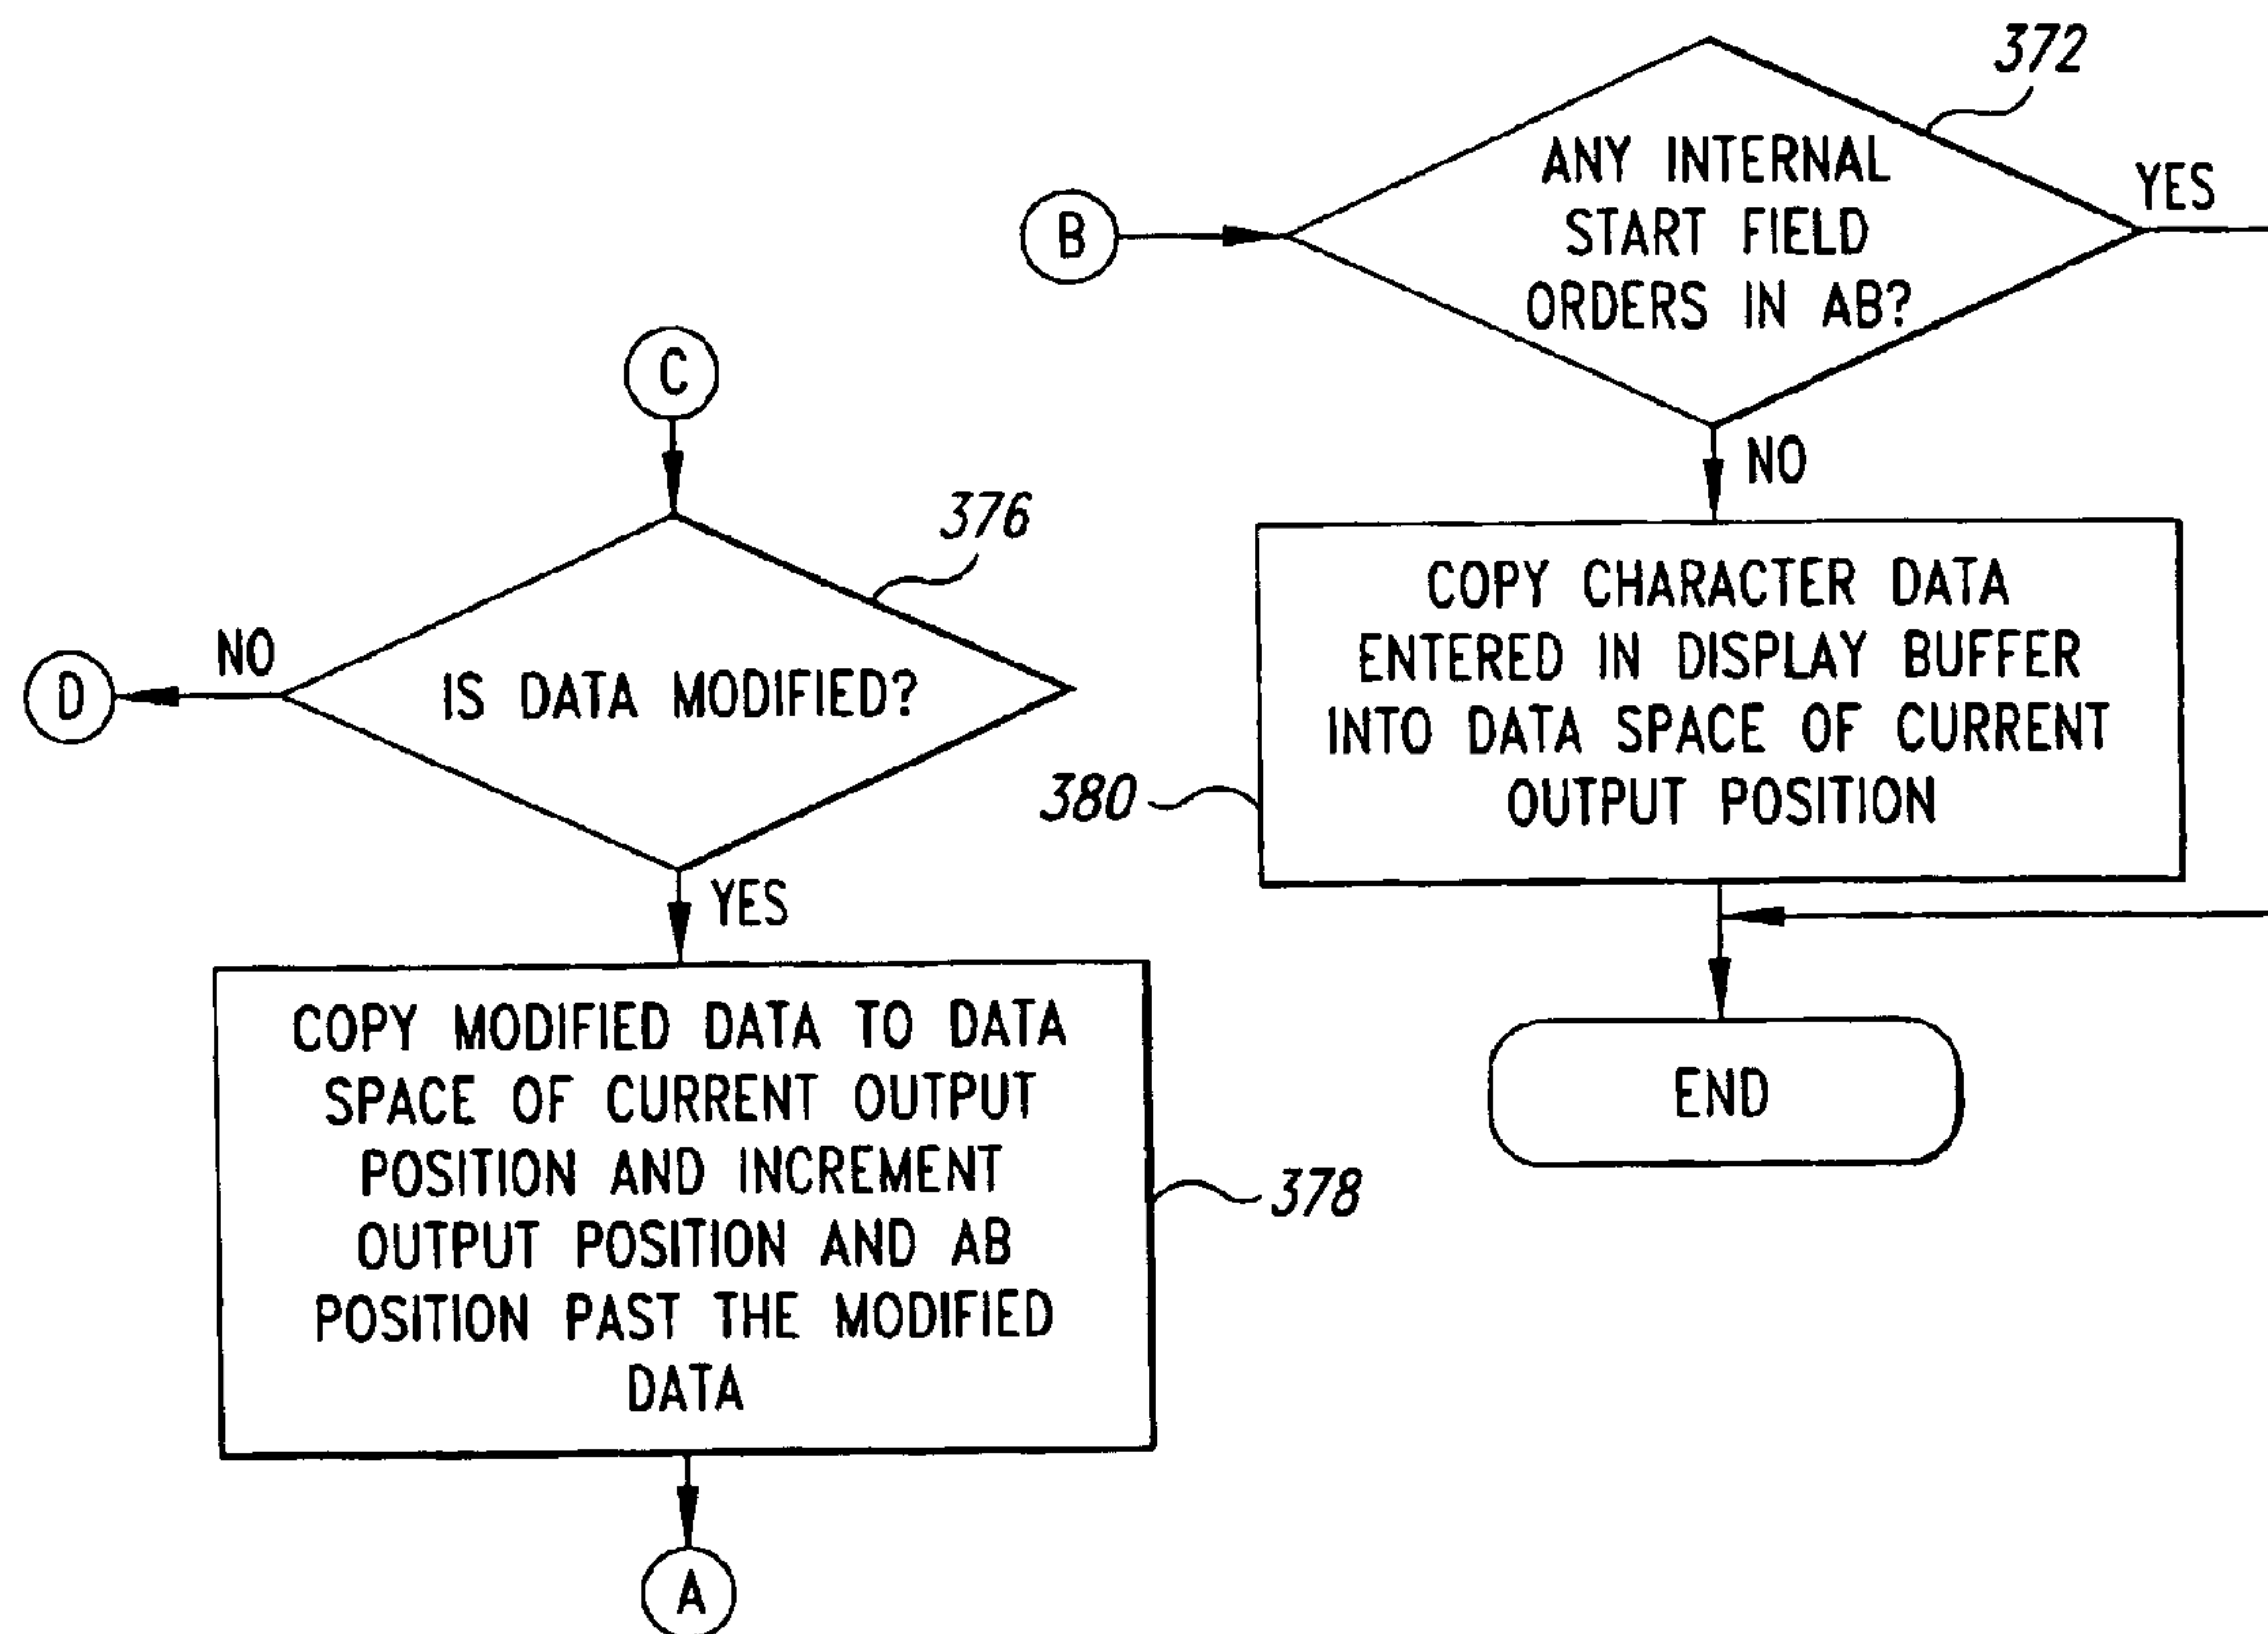 372
ANY INTERNAL
START FIELD
ORDERS IN AB?
YES
B
NO
C
376
IS DATA MODIFIED?
NO
D
YES
COPY CHARACTER DATA
ENTERED IN DISPLAY BUFFER
INTO DATA SPACE OF CURRENT
OUTPUT POSITION
380
END
COPY MODIFIED DATA TO DATA
SPACE OF CURRENT OUTPUT
POSITION AND INCREMENT
OUTPUT POSITION AND AB
POSITION PAST THE MODIFIED
DATA
378
A